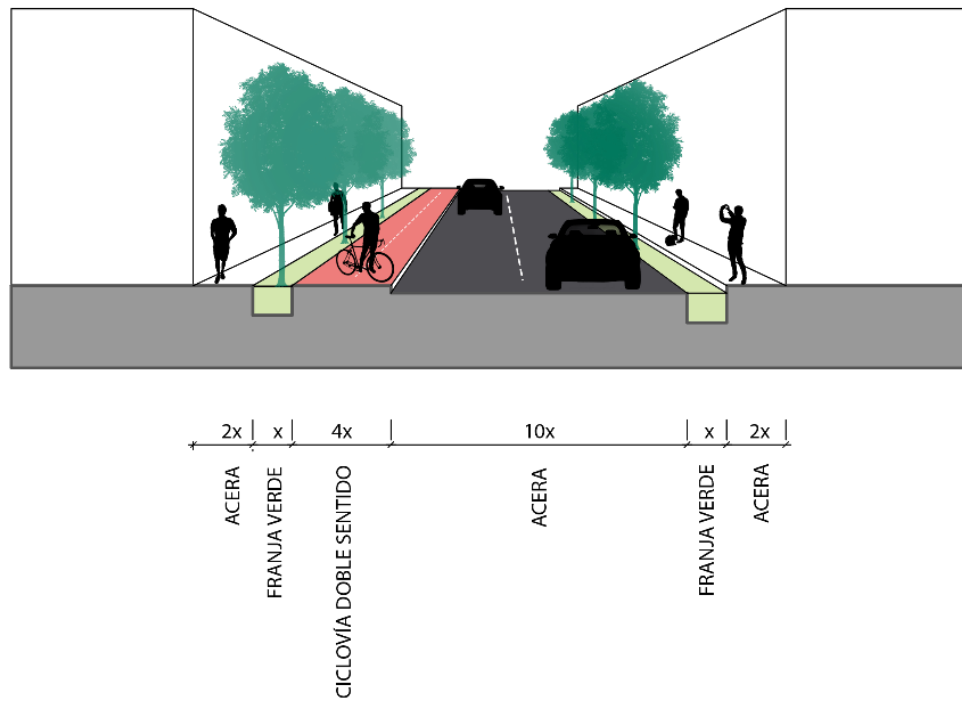 2x x 4x 10x x 2x
ACERA
FRANJA VERDE
CICLOVÍA DOBLE SENTIDO
ACERA
FRANJA VERDE
ACERA